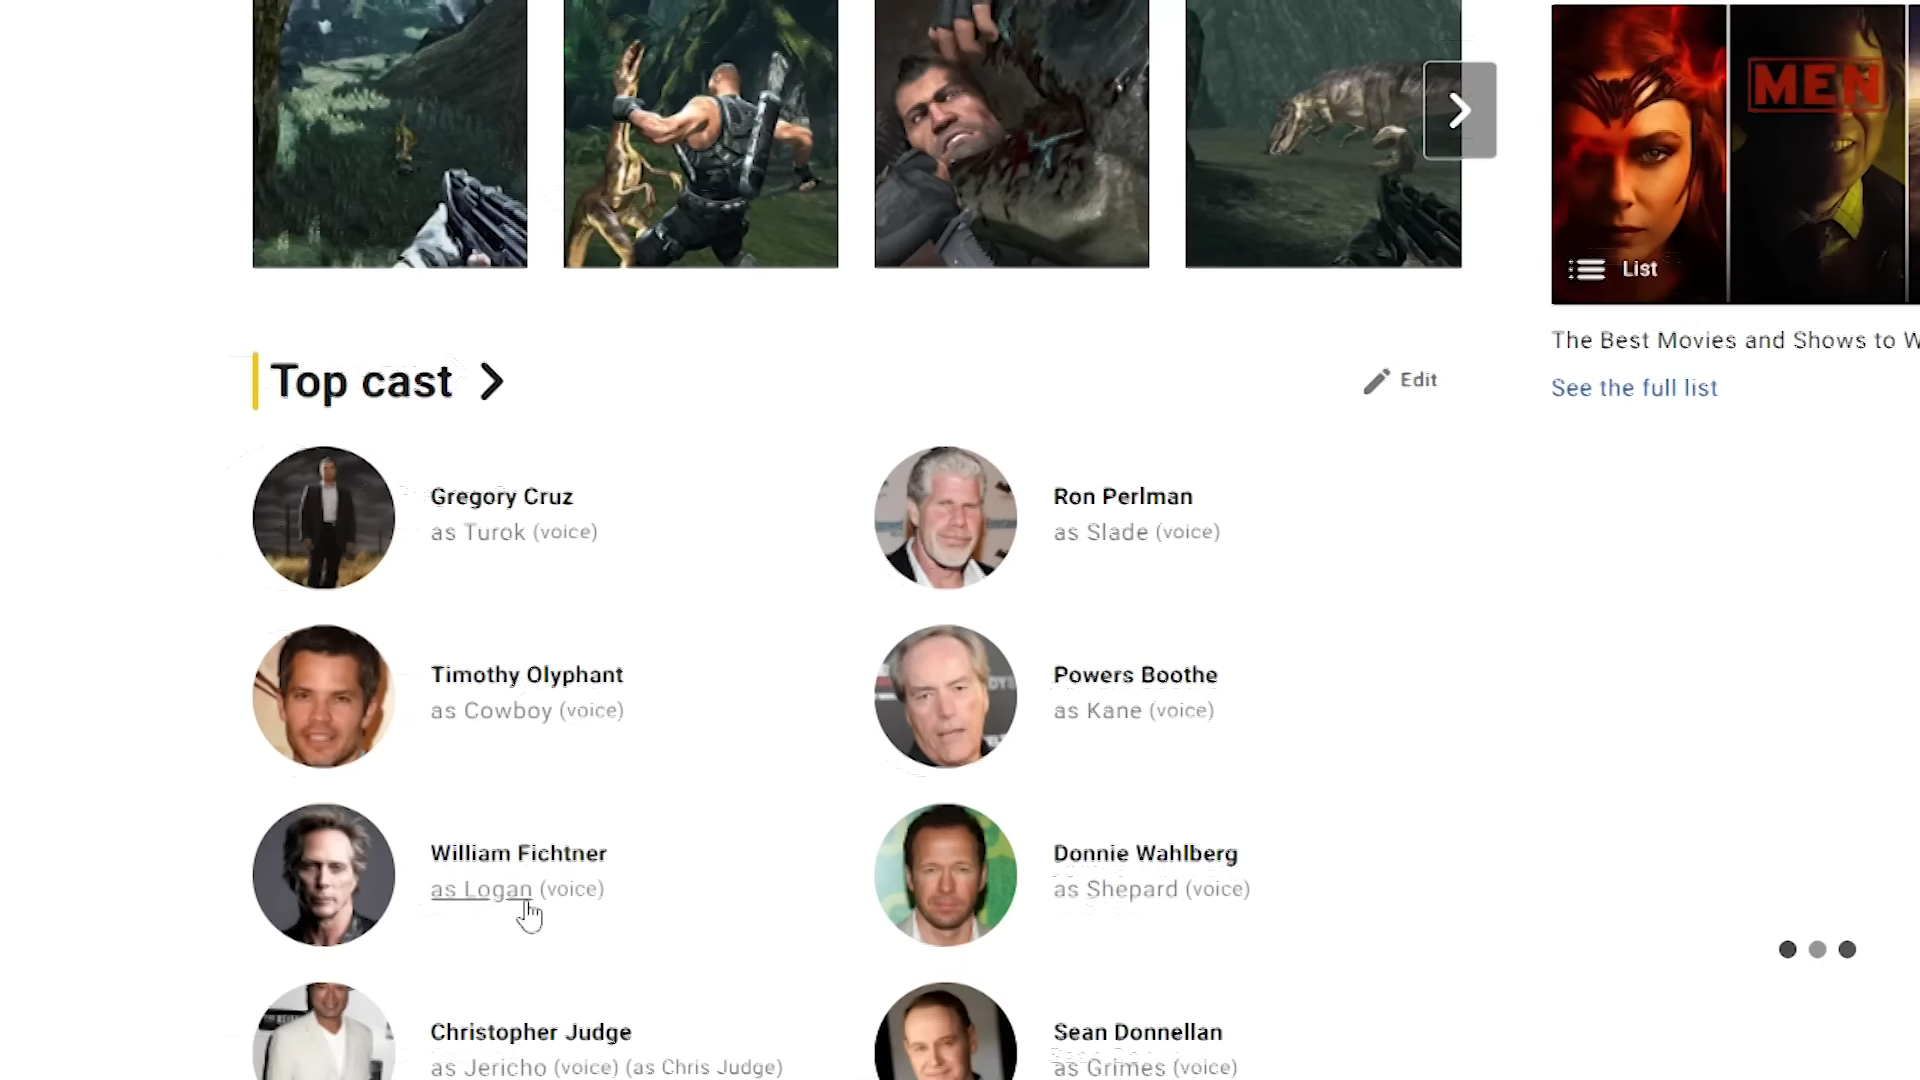 MEN
List
The Best Movies and Shows to W
See the full list
Top cast
Edit
Gregory Cruz
as Turok (voice)
Ron Perlman
as Slade (voice)
Timothy Olyphant
as Cowboy (voice)
Powers Boothe
as Kane (voice)
William Fichtner
as Logan (voice)
Donnie Wahlberg
as Shepard (voice)
Christopher Judge
as Jericho (voice) (as Chris Judge)
Sean Donnellan
as Grimes (voice)